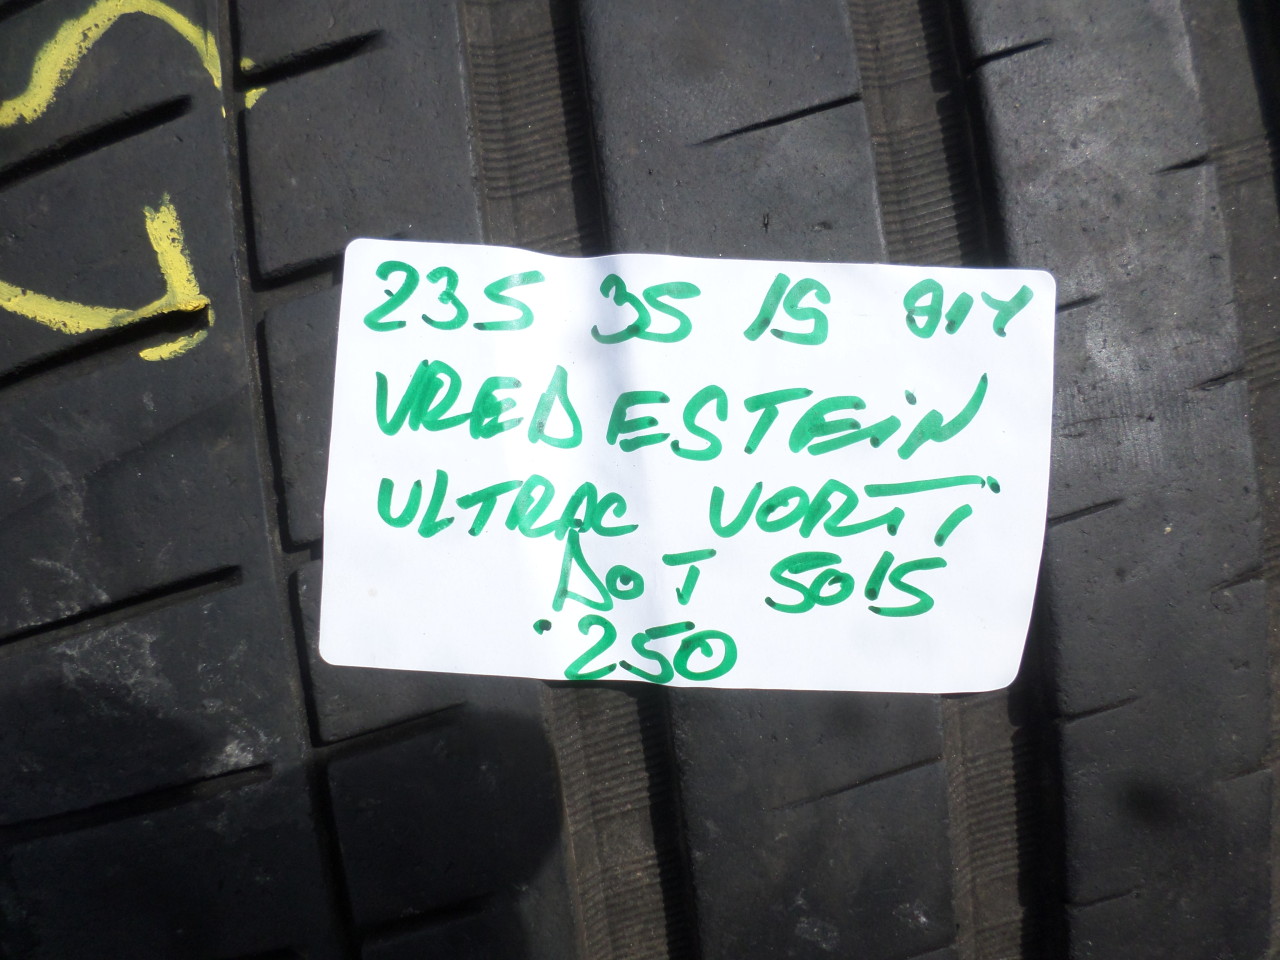 235 35 19 91Y
VREDESTEiN
ULTRAC VORTi
DOT 5015
250